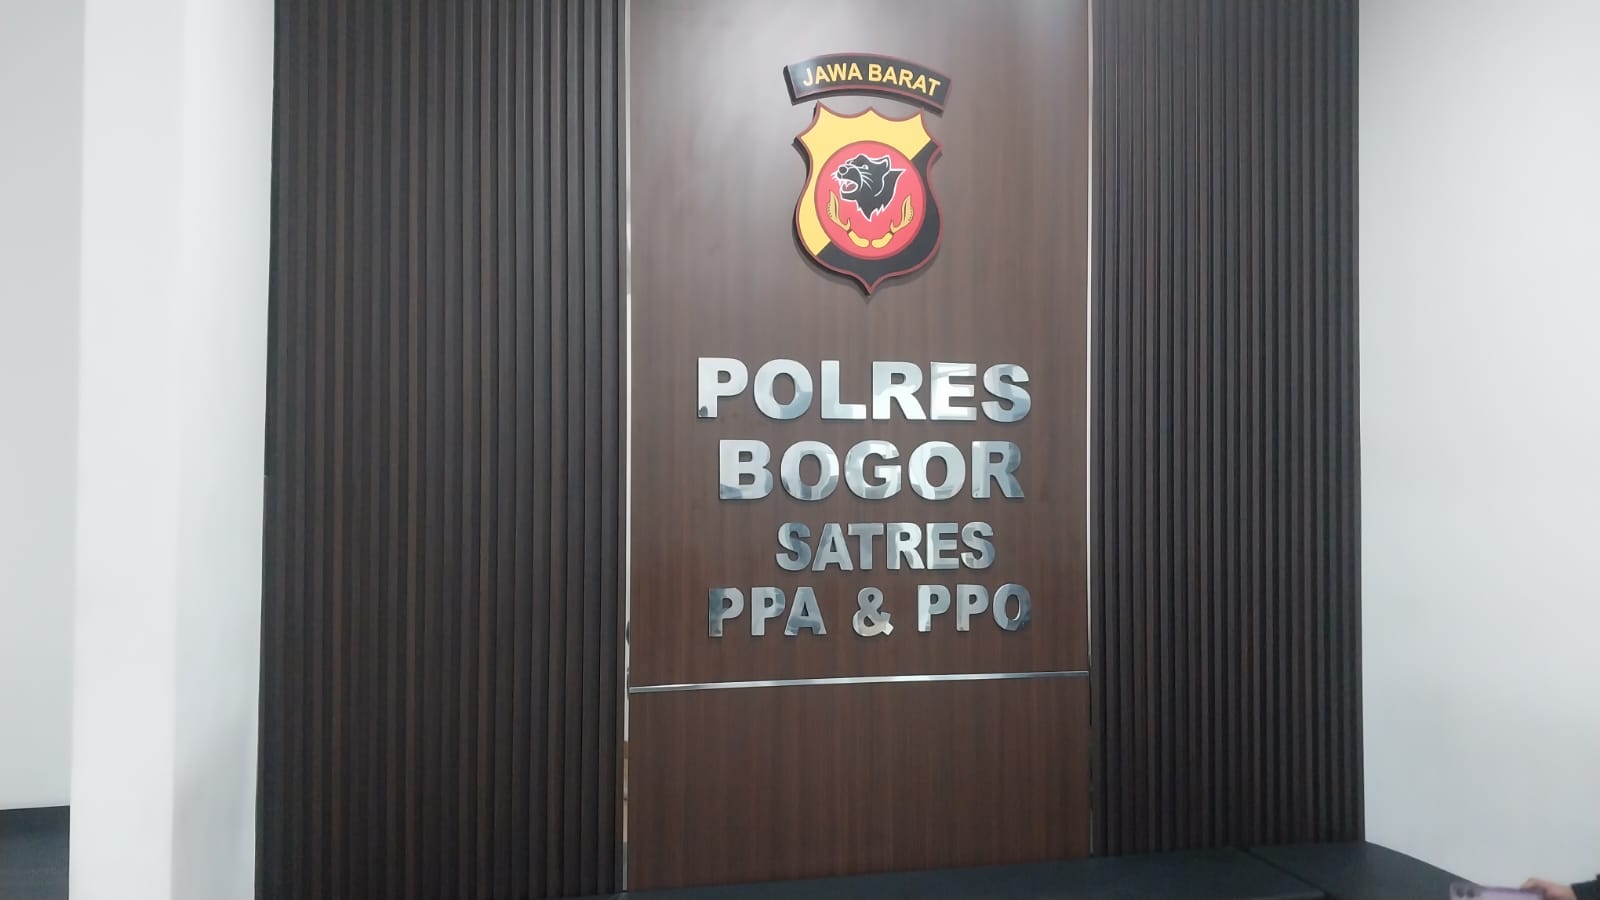 JAWA BARAT
POLRES
BOGOR
SATRES
PPA & PPO